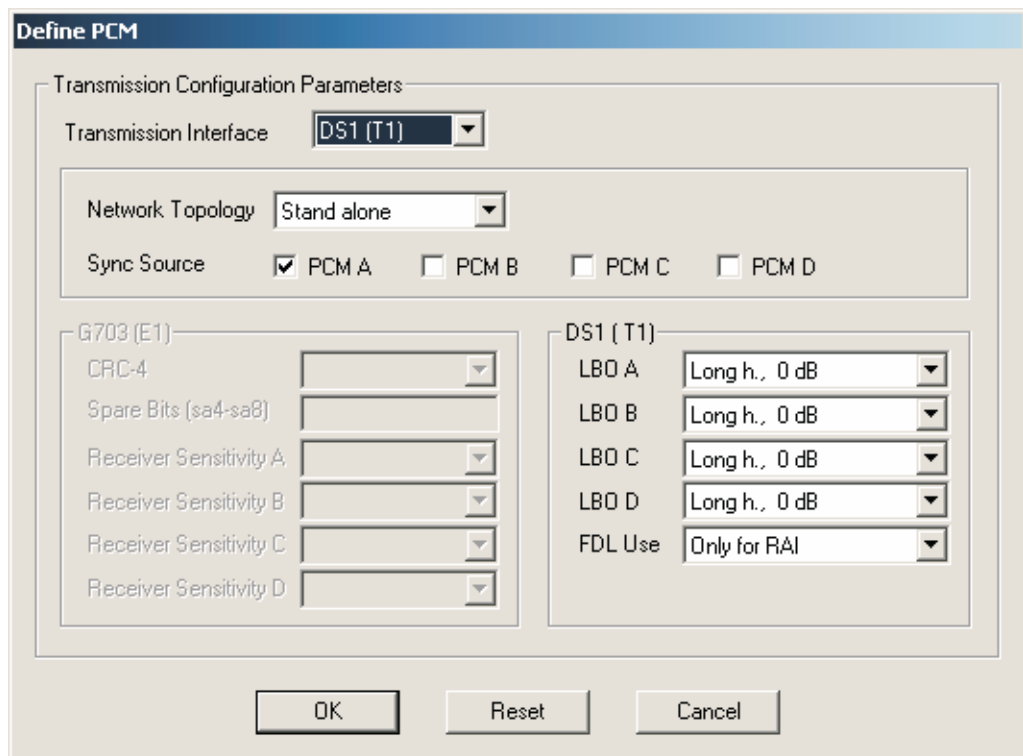 Define PCM
Transmission Configuration Parameters
Transmission Interface DS1 (T1)
Network Topology Stand alone
Sync Source PCM A PCM B PCM C PCM D
G703 (E1)
CRC-4
Spare Bits (sa4-sa8)
Receiver Sensitivity A
Receiver Sensitivity B
Receiver Sensitivity C
Receiver Sensitivity D
DS1 ( T1)
LBO A Long h., 0 dB
LBO B Long h., 0 dB
LBO C Long h., 0 dB
LBO D Long h., 0 dB
FDL Use Only for RAI
OK Reset Cancel